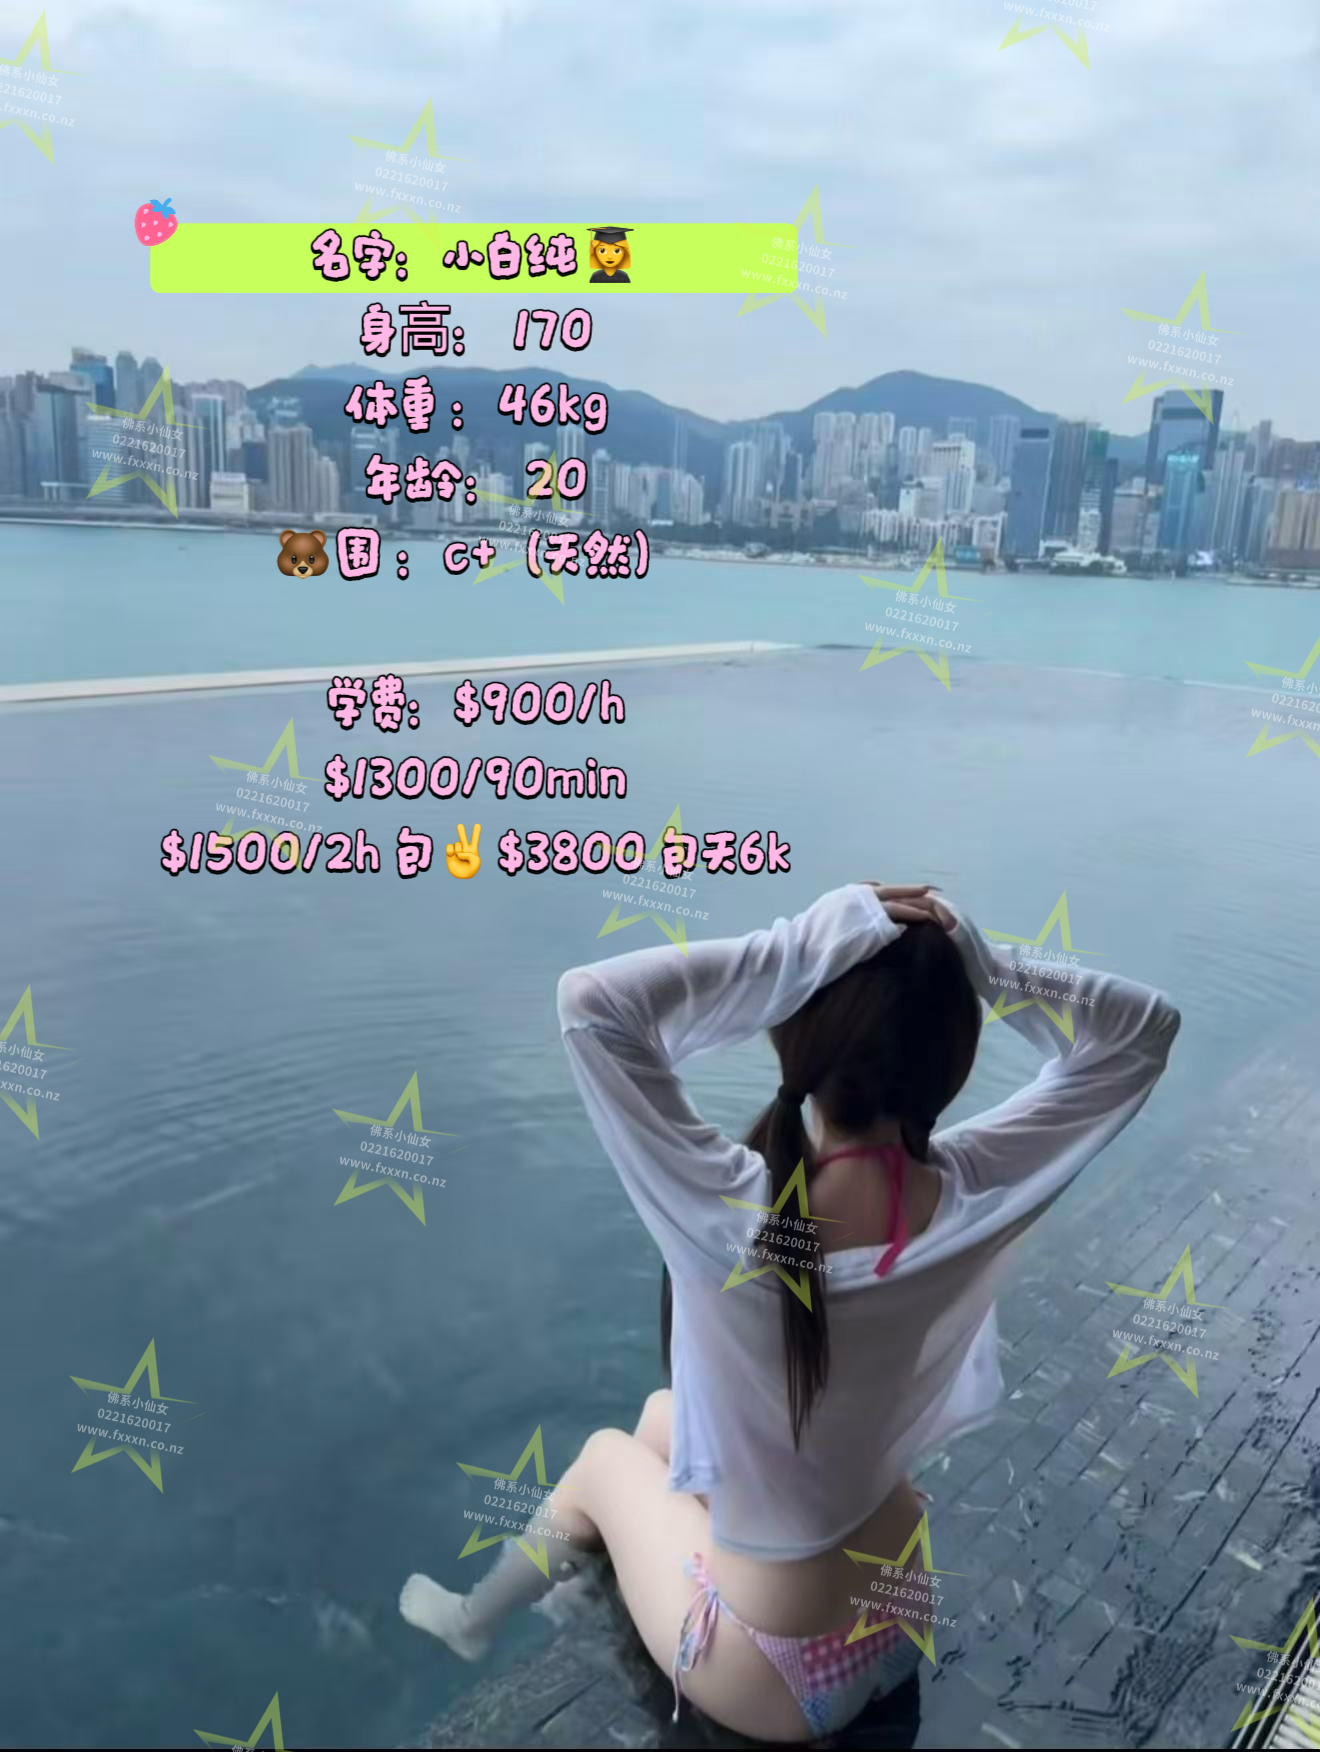 名字：小白纯
身高： 170
体重：46kg
年龄： 20
围：c+（天然）
学费：$900/h
$1300/90min
$1500/2h 包✌ $3800 包天6k
佛系小仙女
0221620017
www.fxxxn.co.nz